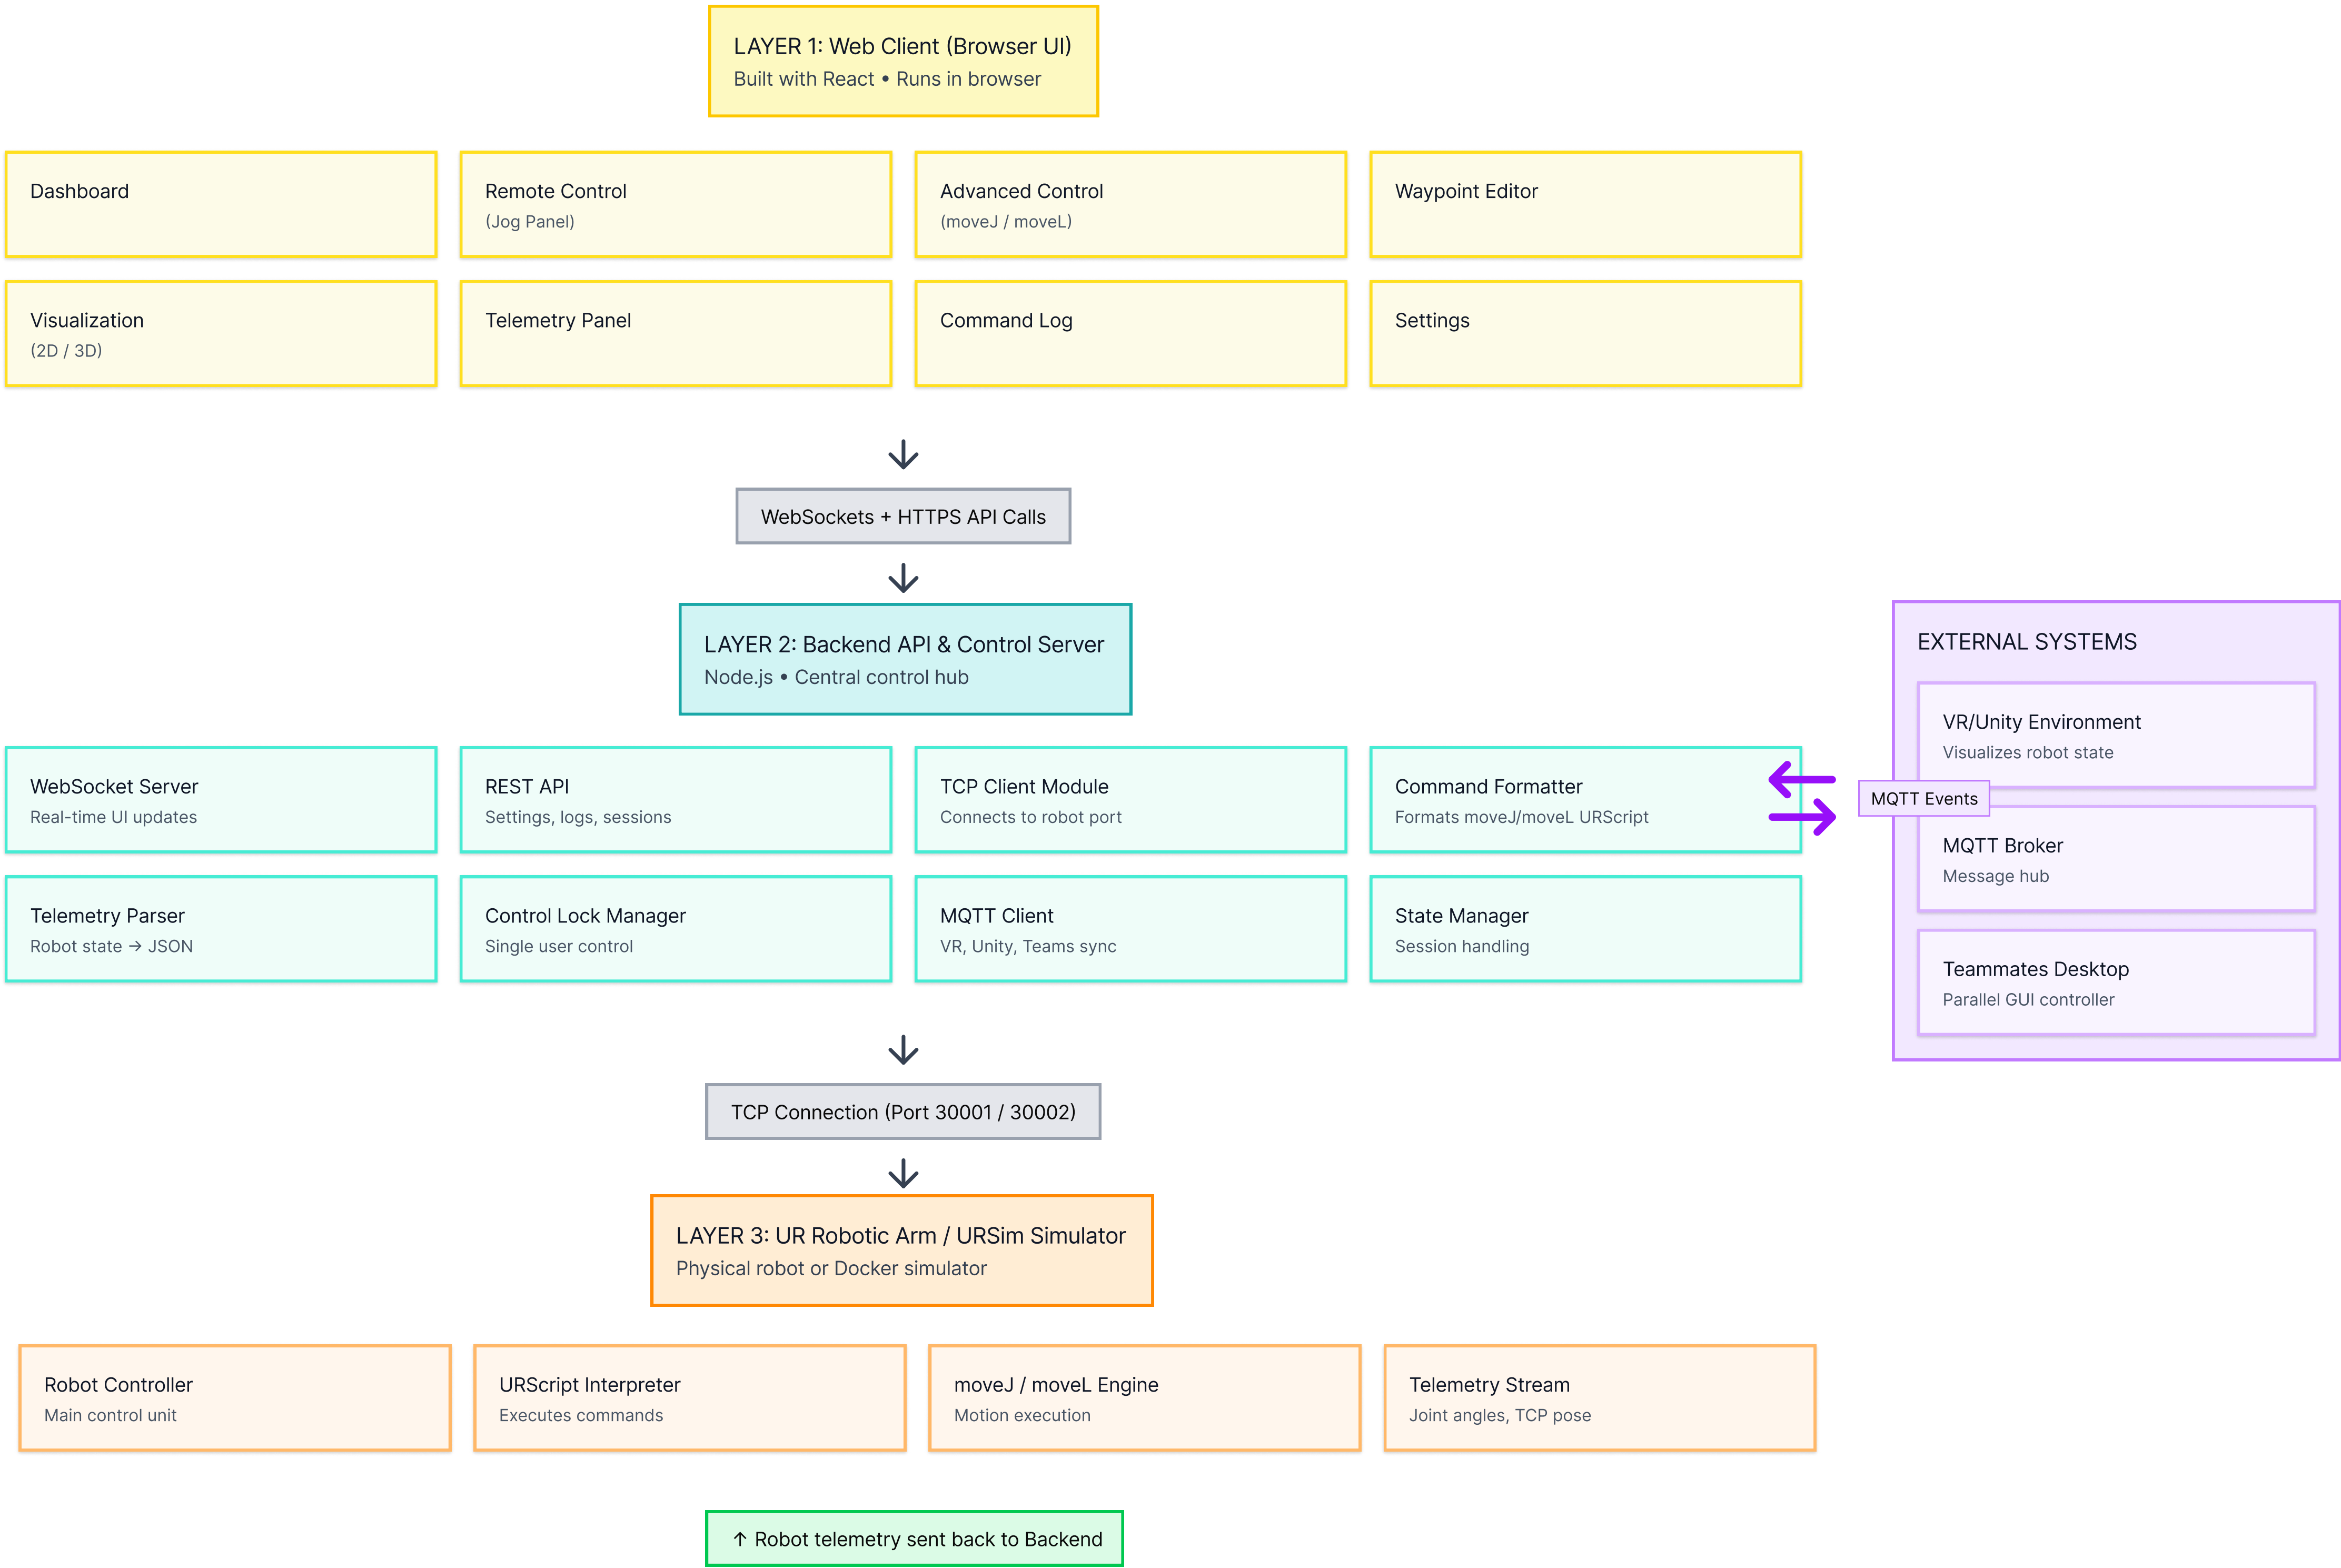 LAYER 1: Web Client (Browser UI)
Built with React • Runs in browser
Dashboard
Remote Control
(Jog Panel)
Advanced Control
(moveJ / moveL)
Waypoint Editor
Visualization
(2D / 3D)
Telemetry Panel
Command Log
Settings
WebSockets + HTTPS API Calls
LAYER 2: Backend API & Control Server
Node.js • Central control hub
WebSocket Server
Real-time UI updates
REST API
Settings, logs, sessions
TCP Client Module
Connects to robot port
Command Formatter
Formats moveJ/moveL URScript
Telemetry Parser
Robot state → JSON
Control Lock Manager
Single user control
MQTT Client
VR, Unity, Teams sync
State Manager
Session handling
MQTT Events
EXTERNAL SYSTEMS
VR/Unity Environment
Visualizes robot state
MQTT Broker
Message hub
Teammates Desktop
Parallel GUI controller
TCP Connection (Port 30001 / 30002)
LAYER 3: UR Robotic Arm / URSim Simulator
Physical robot or Docker simulator
Robot Controller
Main control unit
URScript Interpreter
Executes commands
moveJ / moveL Engine
Motion execution
Telemetry Stream
Joint angles, TCP pose
↑ Robot telemetry sent back to Backend